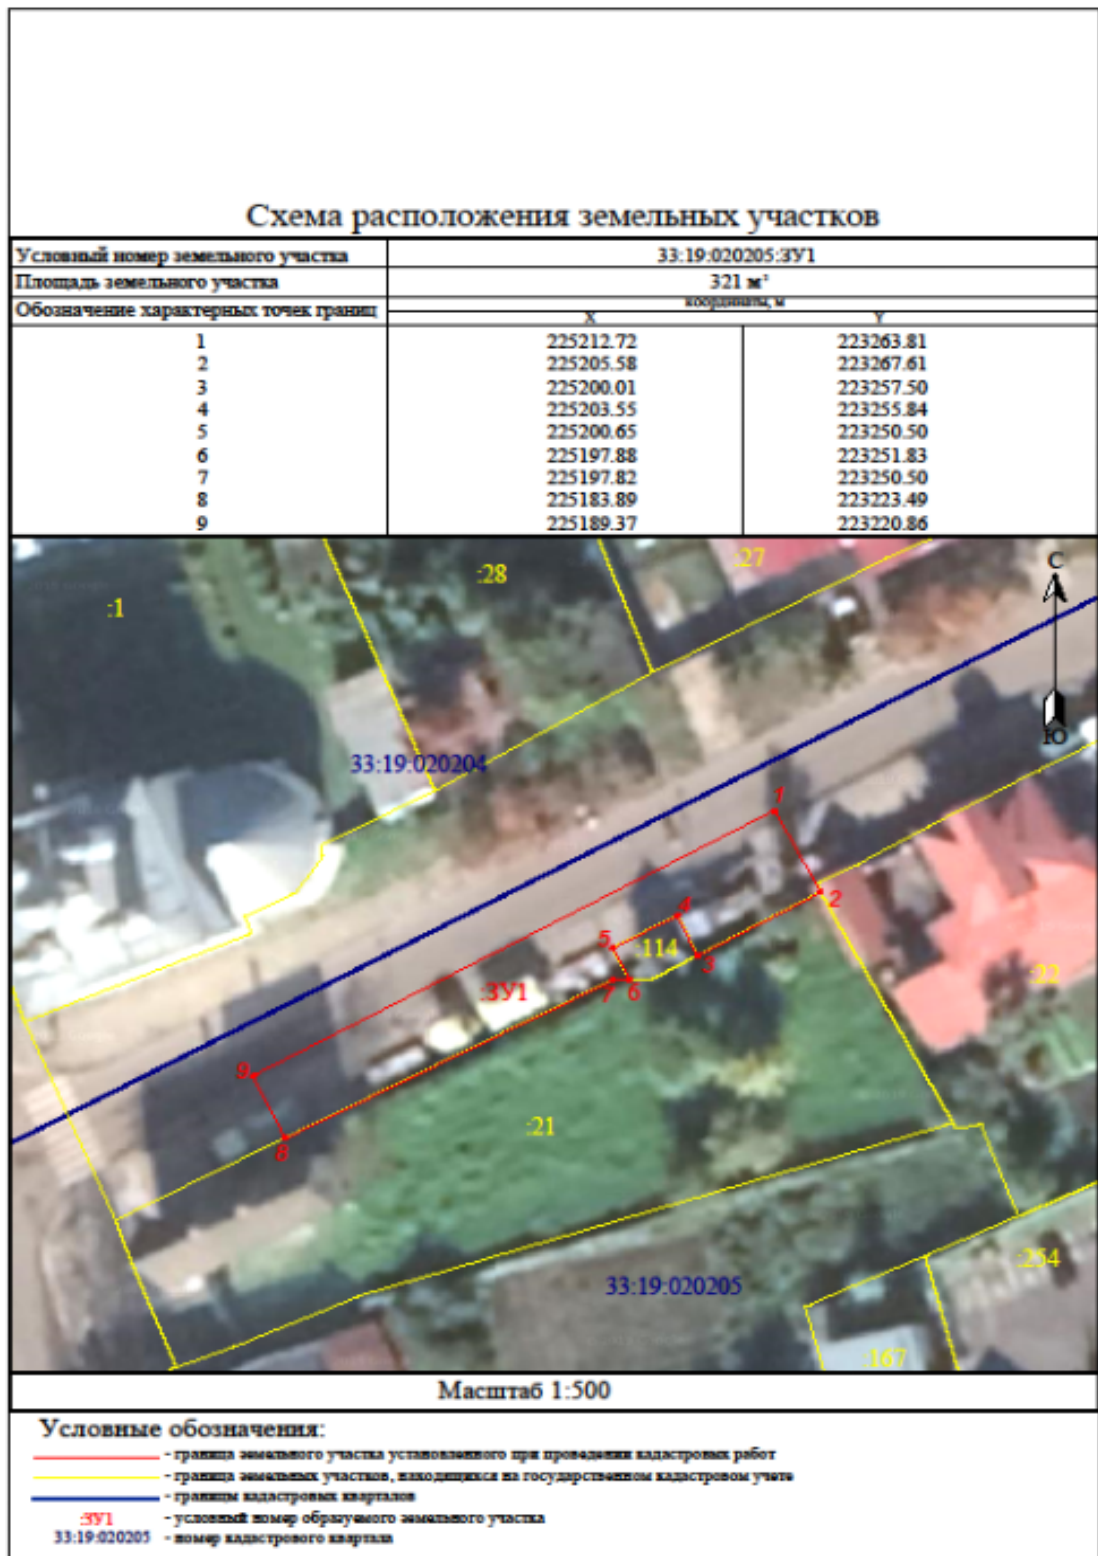 Схема расположения земельных участков
Условный номер земельного участка 33:19:020205:ЗУ1
Площадь земельного участка 321 м²
Обозначение характерных точек границ координаты, м
X Y
1 225212.72 223263.81
2 225205.58 223267.61
3 225200.01 223257.50
4 225203.55 223255.84
5 225200.65 223250.50
6 225197.88 223251.83
7 225197.82 223250.50
8 225183.89 223223.49
9 225189.37 223220.86
:27
С
:28
:1
Ю
33:19:020204
1
2
4
5
:114
3
:22
7 6
:ЗУ1
9
:21
8
:254
33:19:020205
:167
Масштаб 1:500
Условные обозначения:
- граница земельного участка установленного при проведении кадастровых работ
- граница земельных участков, находящихся на государственном кадастровом учете
- границы кадастровых кварталов
:ЗУ1 - условный номер образуемого земельного участка
33:19:020205 - номер кадастрового квартала